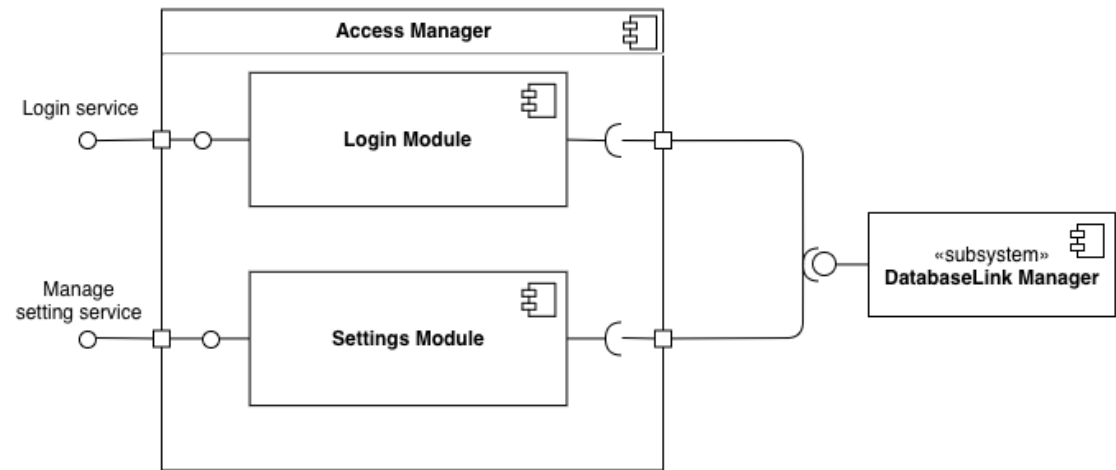 Access Manager
Login service
Login Module
«subsystem»
DatabaseLink Manager
Manage
setting service
Settings Module